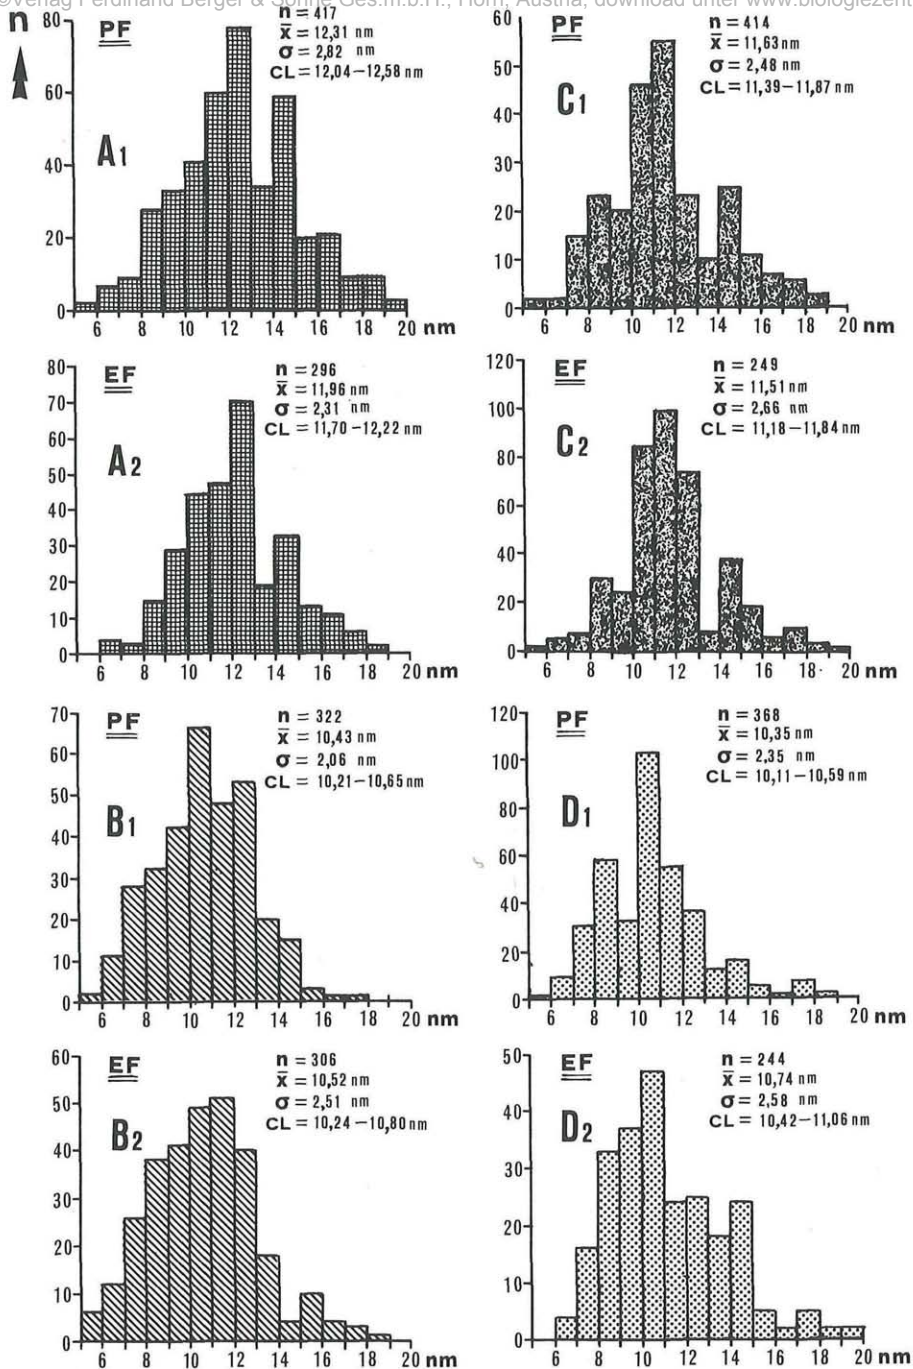 ©Verlag Ferdinand Berger & Söhne Ges.m.b.H., Horn, Austria, download unter www.biologiezent
n
80
60
40
20
0
PF
A1
n = 417
x̄ = 12,31 nm
σ = 2,82 nm
CL = 12,04–12,58 nm
6 8 10 12 14 16 18 20 nm
60
50
40
30
20
10
0
PF
C1
n = 414
x̄ = 11,63 nm
σ = 2,48 nm
CL = 11,39–11,87 nm
6 8 10 12 14 16 18 20 nm
80
70
60
50
40
30
20
10
0
EF
A2
n = 296
x̄ = 11,96 nm
σ = 2,31 nm
CL = 11,70–12,22 nm
6 8 10 12 14 16 18 20 nm
120
100
80
60
40
20
0
EF
C2
n = 249
x̄ = 11,51 nm
σ = 2,66 nm
CL = 11,18–11,84 nm
6 8 10 12 14 16 18 20 nm
70
60
50
40
30
20
10
0
PF
B1
n = 322
x̄ = 10,43 nm
σ = 2,06 nm
CL = 10,21–10,65 nm
6 8 10 12 14 16 18 20 nm
120
100
80
60
40
20
0
PF
D1
n = 368
x̄ = 10,35 nm
σ = 2,35 nm
CL = 10,11–10,59 nm
6 8 10 12 14 16 18 20 nm
60
50
40
30
20
10
0
EF
B2
n = 306
x̄ = 10,52 nm
σ = 2,51 nm
CL = 10,24–10,80 nm
6 8 10 12 14 16 18 20 nm
50
40
30
20
10
0
EF
D2
n = 244
x̄ = 10,74 nm
σ = 2,58 nm
CL = 10,42–11,06 nm
6 8 10 12 14 16 18 20 nm